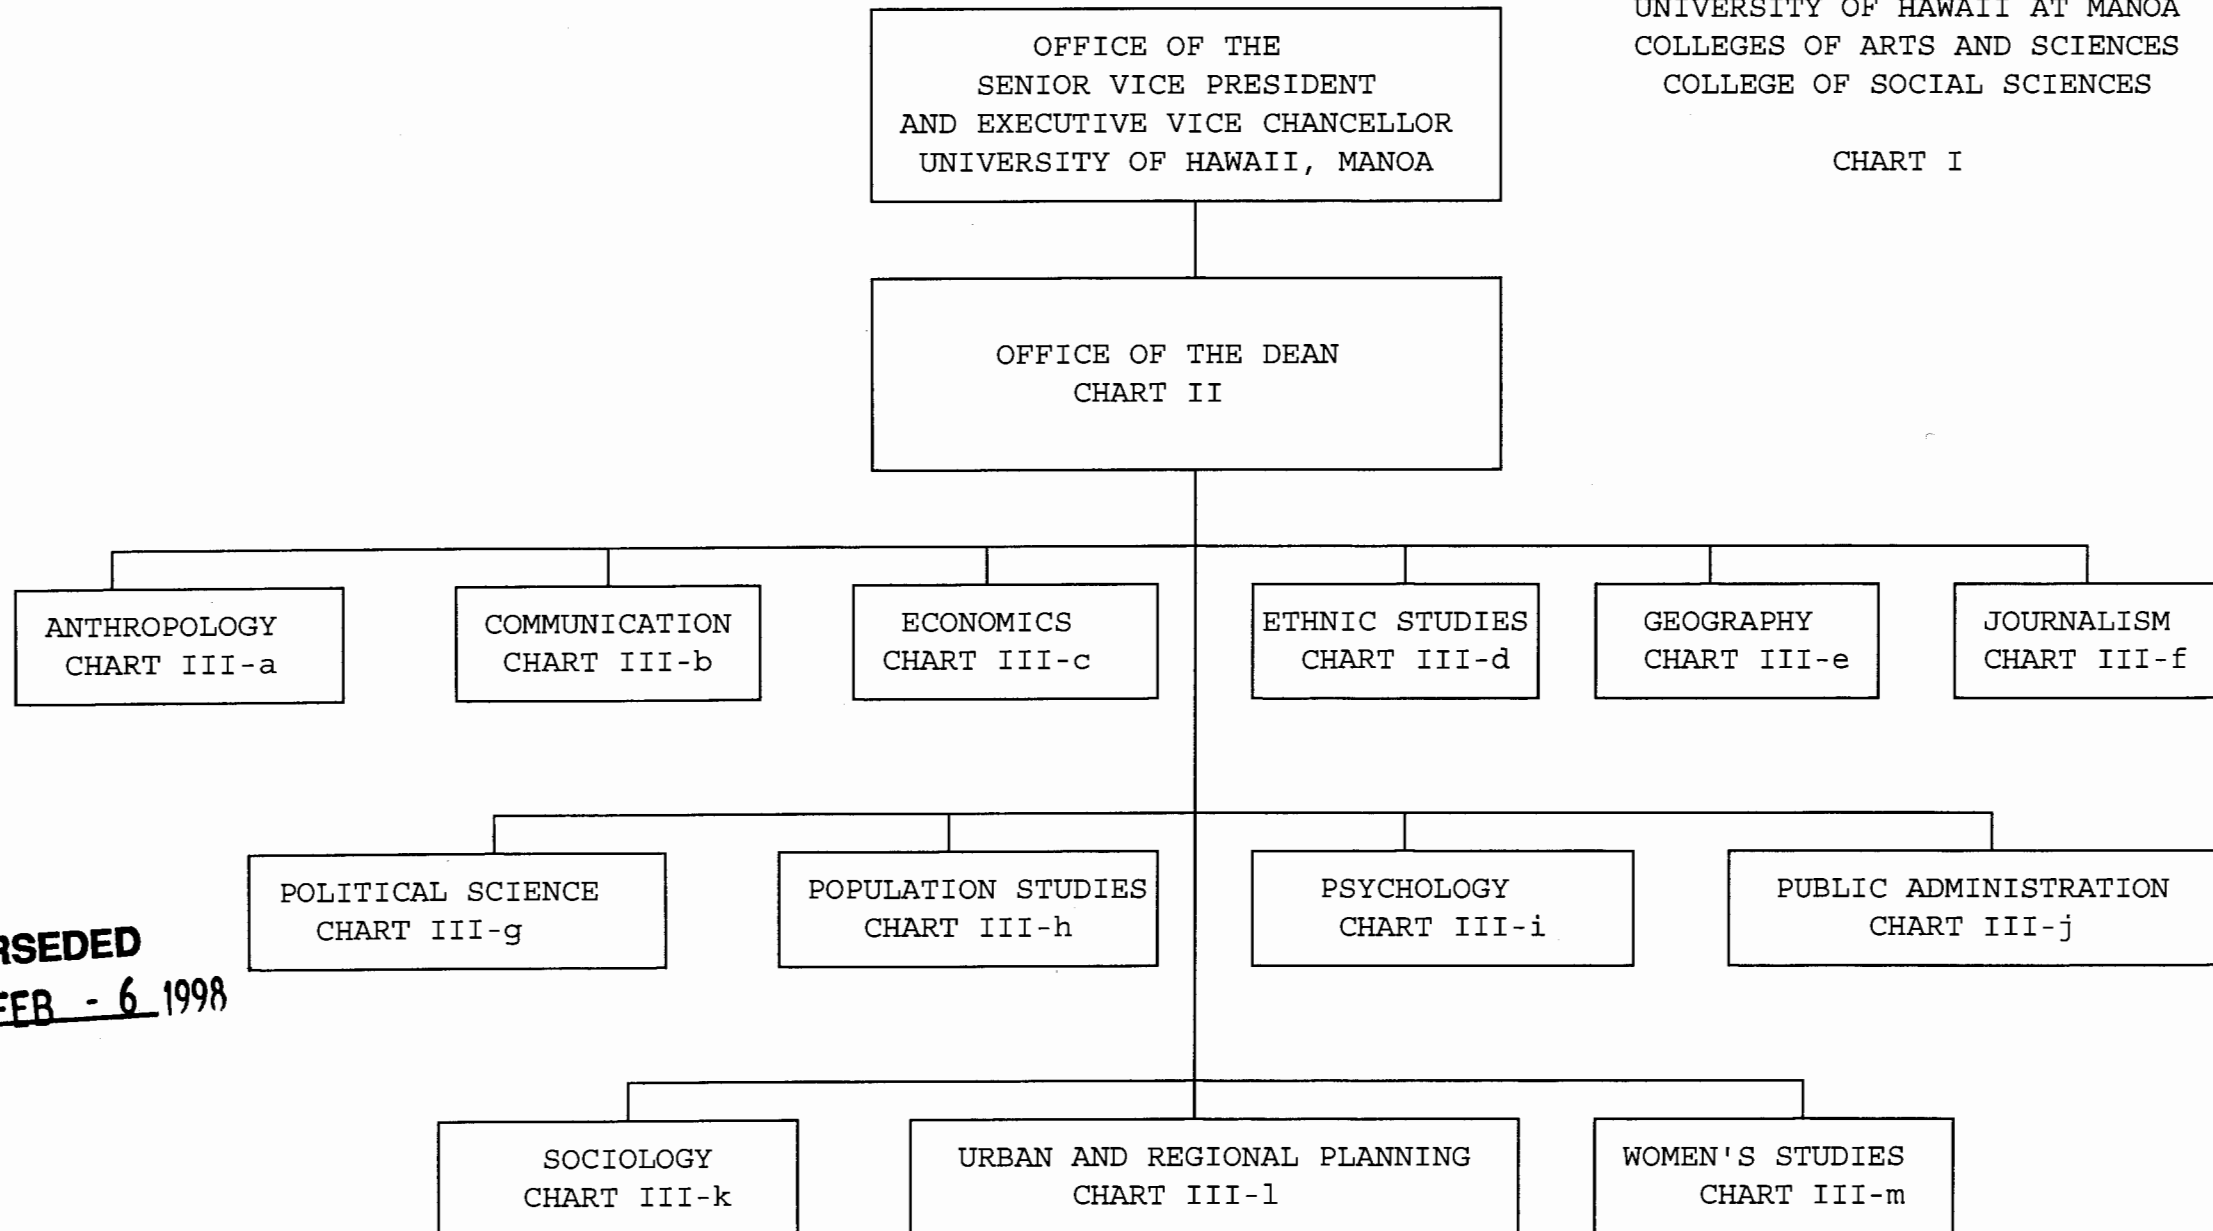 UNIVERSITY OF HAWAII AT MANOA
COLLEGES OF ARTS AND SCIENCES
COLLEGE OF SOCIAL SCIENCES
CHART I
OFFICE OF THE
SENIOR VICE PRESIDENT
AND EXECUTIVE VICE CHANCELLOR
UNIVERSITY OF HAWAII, MANOA
OFFICE OF THE DEAN
CHART II
ANTHROPOLOGY
CHART III-a
COMMUNICATION
CHART III-b
ECONOMICS
CHART III-c
ETHNIC STUDIES
CHART III-d
GEOGRAPHY
CHART III-e
JOURNALISM
CHART III-f
POLITICAL SCIENCE
CHART III-g
POPULATION STUDIES
CHART III-h
PSYCHOLOGY
CHART III-i
PUBLIC ADMINISTRATION
CHART III-j
RSEDED
FEB - 6 1998
SOCIOLOGY
CHART III-k
URBAN AND REGIONAL PLANNING
CHART III-l
WOMEN'S STUDIES
CHART III-m